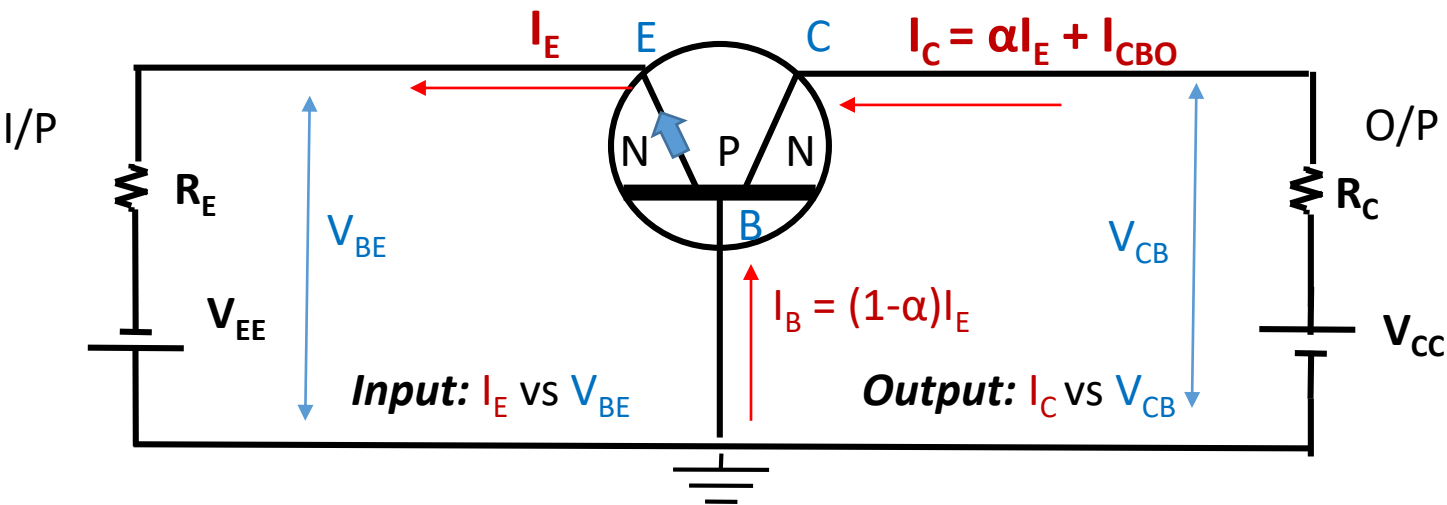 I_E
E
C
I_C = αI_E + I_CBO
I/P
O/P
N
P
N
R_E
R_C
V_BE
B
V_CB
V_EE
I_B = (1-α)I_E
V_CC
Input: I_E vs V_BE
Output: I_C vs V_CB